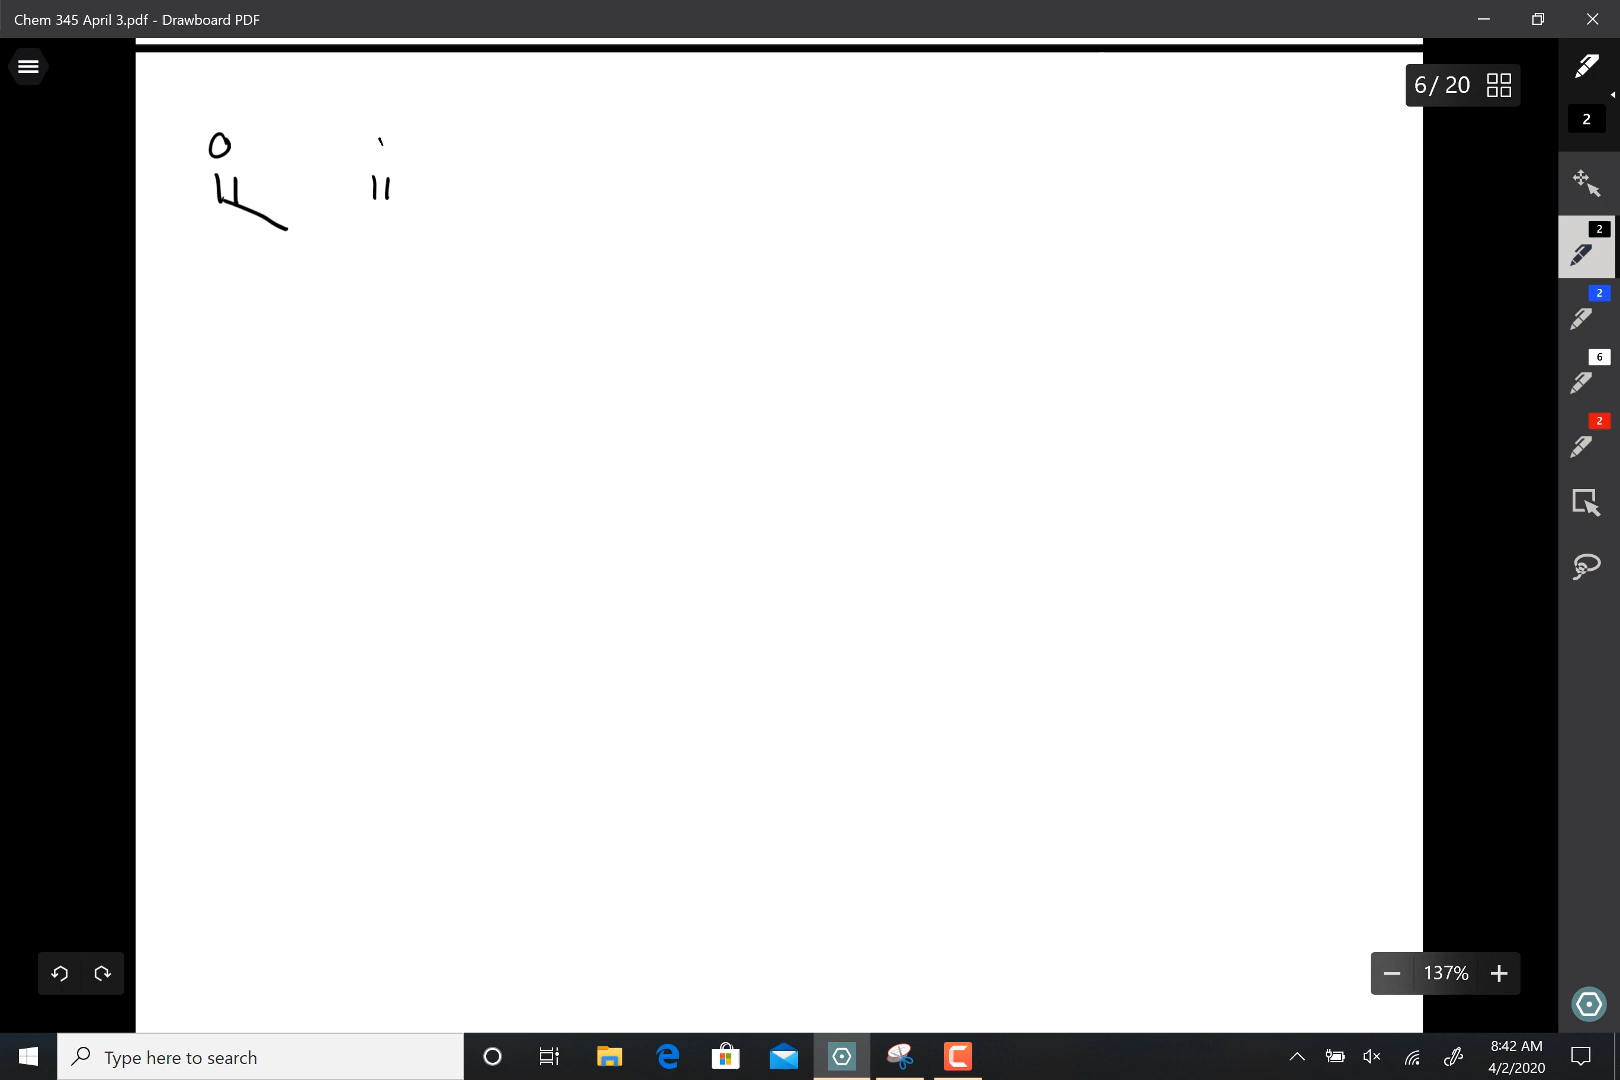 Chem 345 April 3.pdf - Drawboard PDF
6 / 20
2
2
2
6
2
O
137%
Type here to search
8:42 AM
4/2/2020